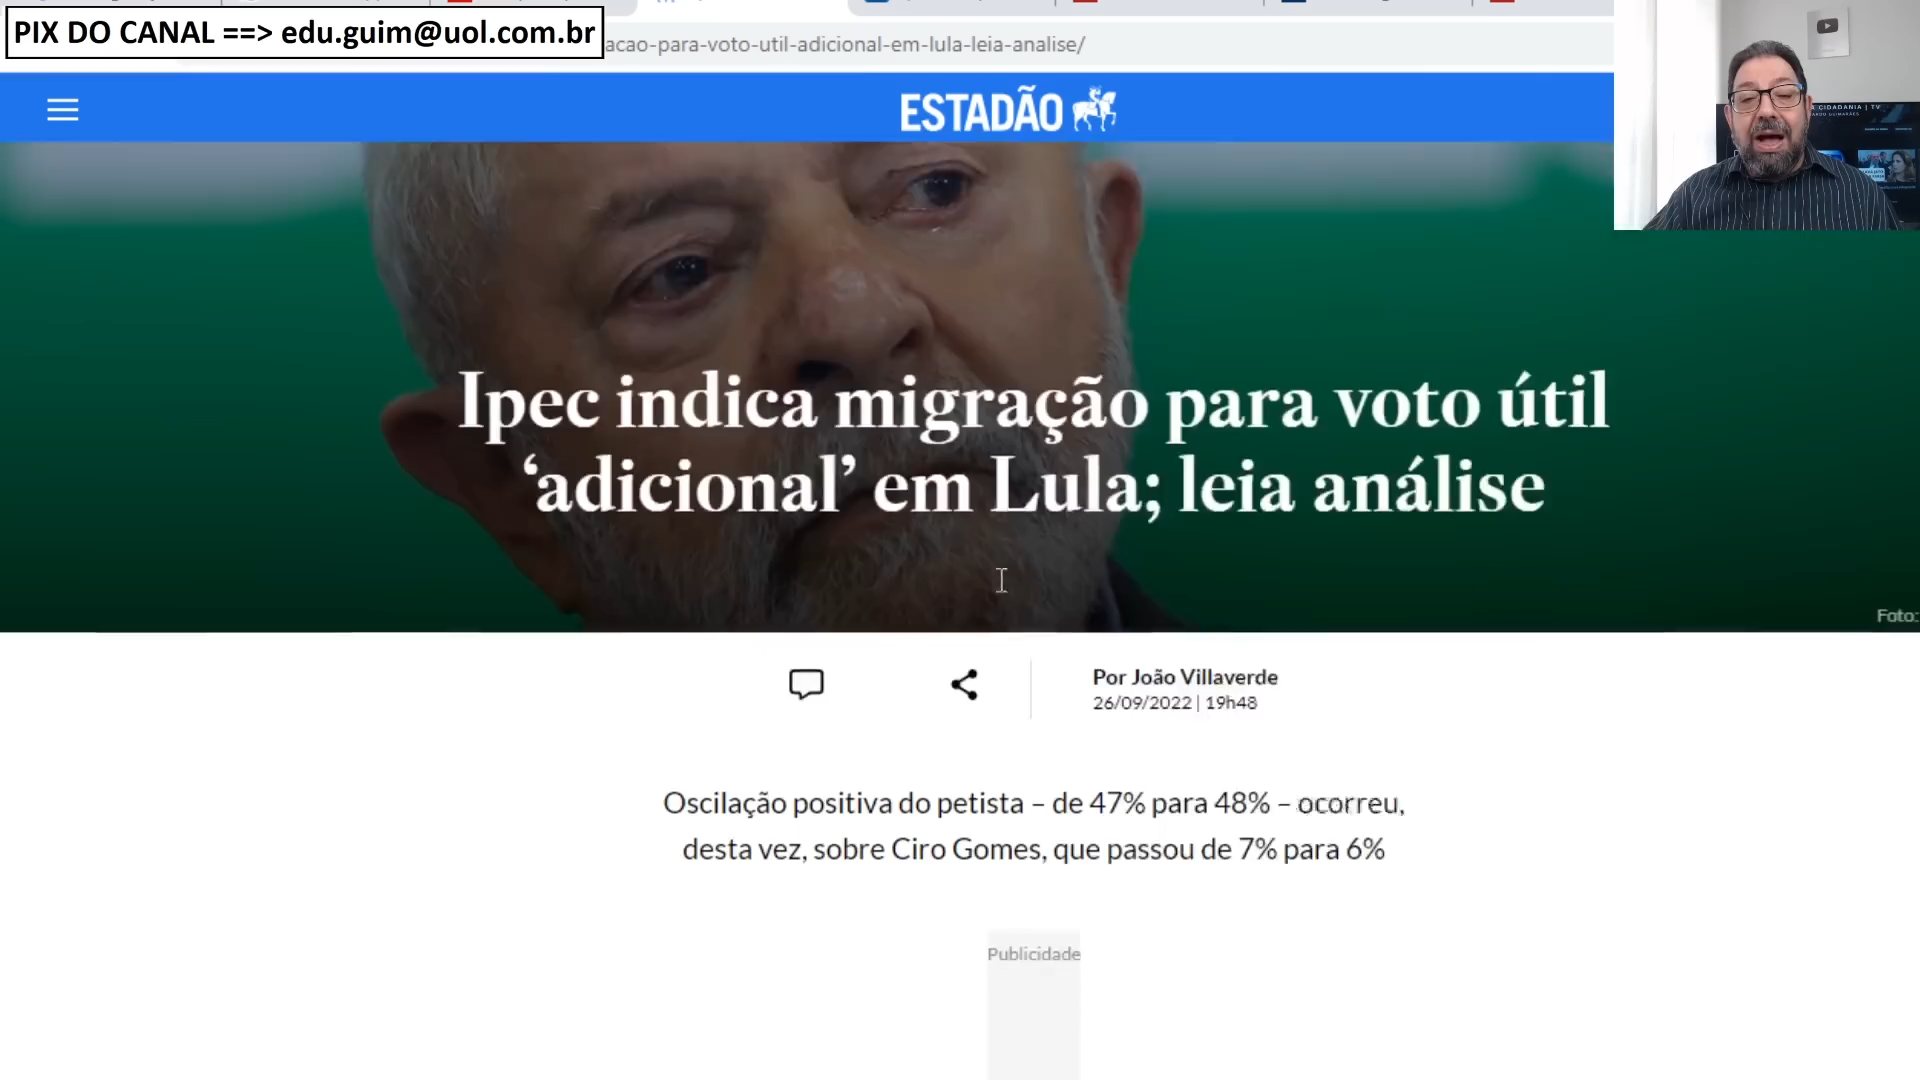 PIX DO CANAL ==> edu.guim@uol.com.br
acao-para-voto-util-adicional-em-lula-leia-analise/
ESTADÃO
CIDADANIA | TV
Ipec indica migração para voto útil
‘adicional’ em Lula; leia análise
Foto:
Por João Villaverde
26/09/2022 | 19h48
Oscilação positiva do petista – de 47% para 48% – ocorreu,
desta vez, sobre Ciro Gomes, que passou de 7% para 6%
Publicidade